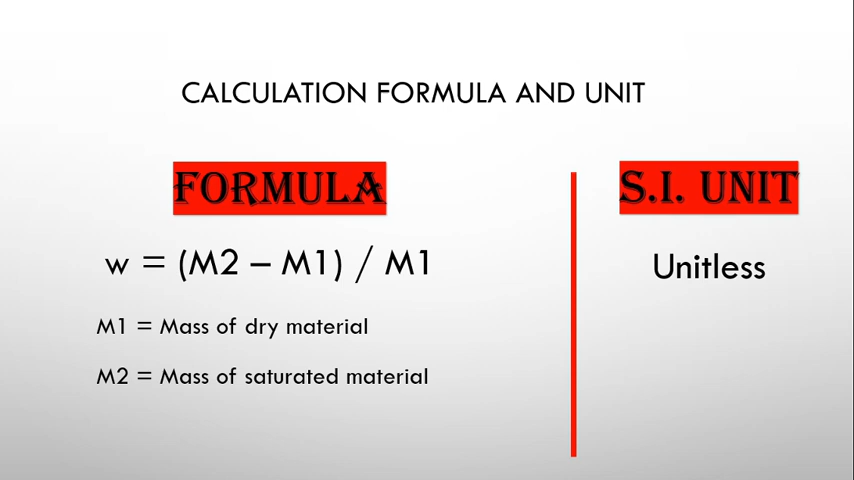 CALCULATION FORMULA AND UNIT
FORMULA
w = (M2 – M1) / M1
M1 = Mass of dry material
M2 = Mass of saturated material
S.I. UNIT
Unitless